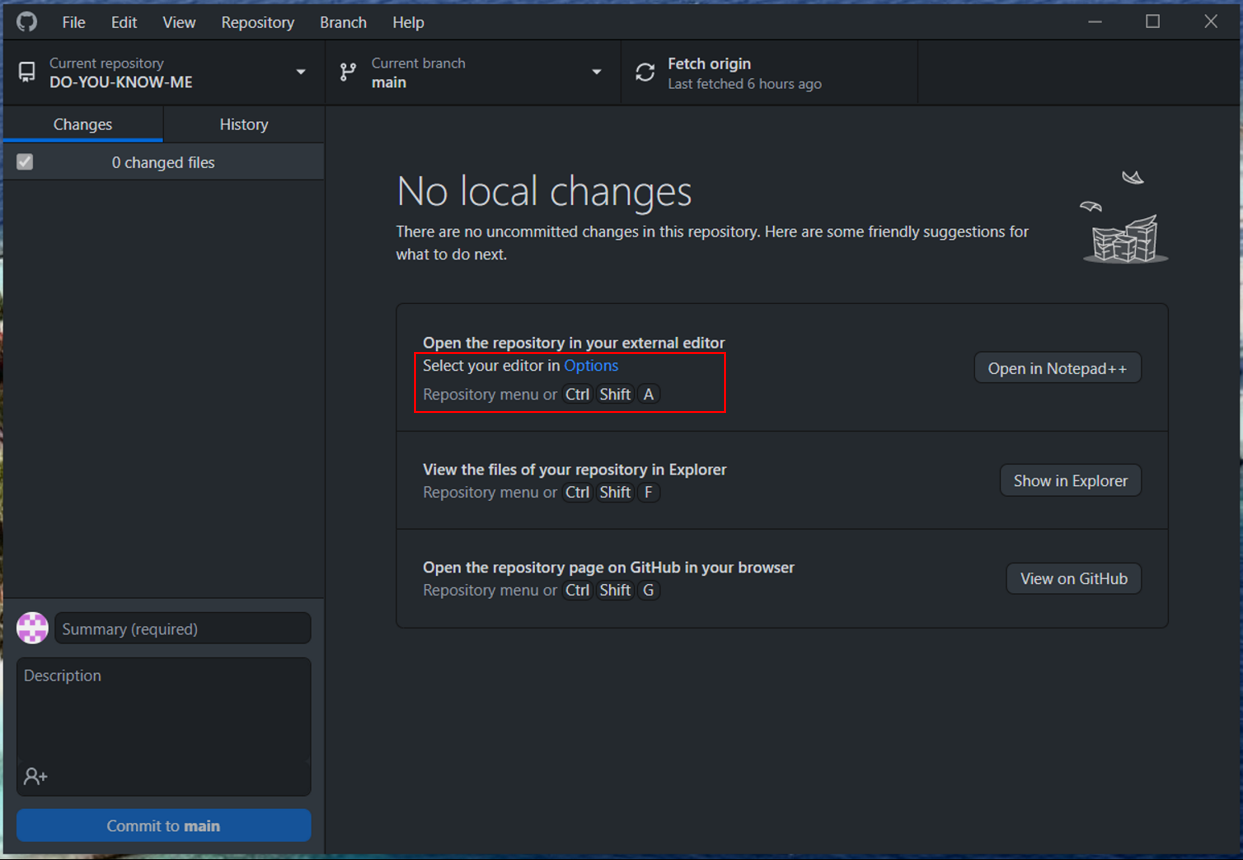 File Edit View Repository Branch Help
Current repository
DO-YOU-KNOW-ME
Current branch
main
Fetch origin
Last fetched 6 hours ago
Changes
History
0 changed files
No local changes
There are no uncommitted changes in this repository. Here are some friendly suggestions for
what to do next.
Open the repository in your external editor
Select your editor in Options
Repository menu or Ctrl Shift A
Open in Notepad++
View the files of your repository in Explorer
Repository menu or Ctrl Shift F
Show in Explorer
Open the repository page on GitHub in your browser
Repository menu or Ctrl Shift G
View on GitHub
Summary (required)
Description
Commit to main